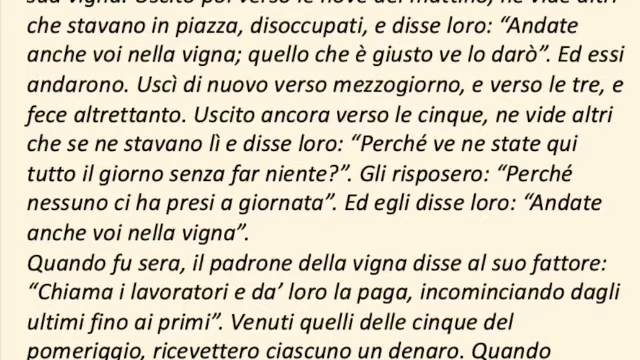 sua vigna. Uscito poi verso le nove del mattino, ne vide altri
che stavano in piazza, disoccupati, e disse loro: “Andate
anche voi nella vigna; quello che è giusto ve lo darò”. Ed essi
andarono. Uscì di nuovo verso mezzogiorno, e verso le tre, e
fece altrettanto. Uscito ancora verso le cinque, ne vide altri
che se ne stavano lì e disse loro: “Perché ve ne state qui
tutto il giorno senza far niente?”. Gli risposero: “Perché
nessuno ci ha presi a giornata”. Ed egli disse loro: “Andate
anche voi nella vigna”.
Quando fu sera, il padrone della vigna disse al suo fattore:
“Chiama i lavoratori e da’ loro la paga, incominciando dagli
ultimi fino ai primi”. Venuti quelli delle cinque del
pomeriggio, ricevettero ciascuno un denaro. Quando